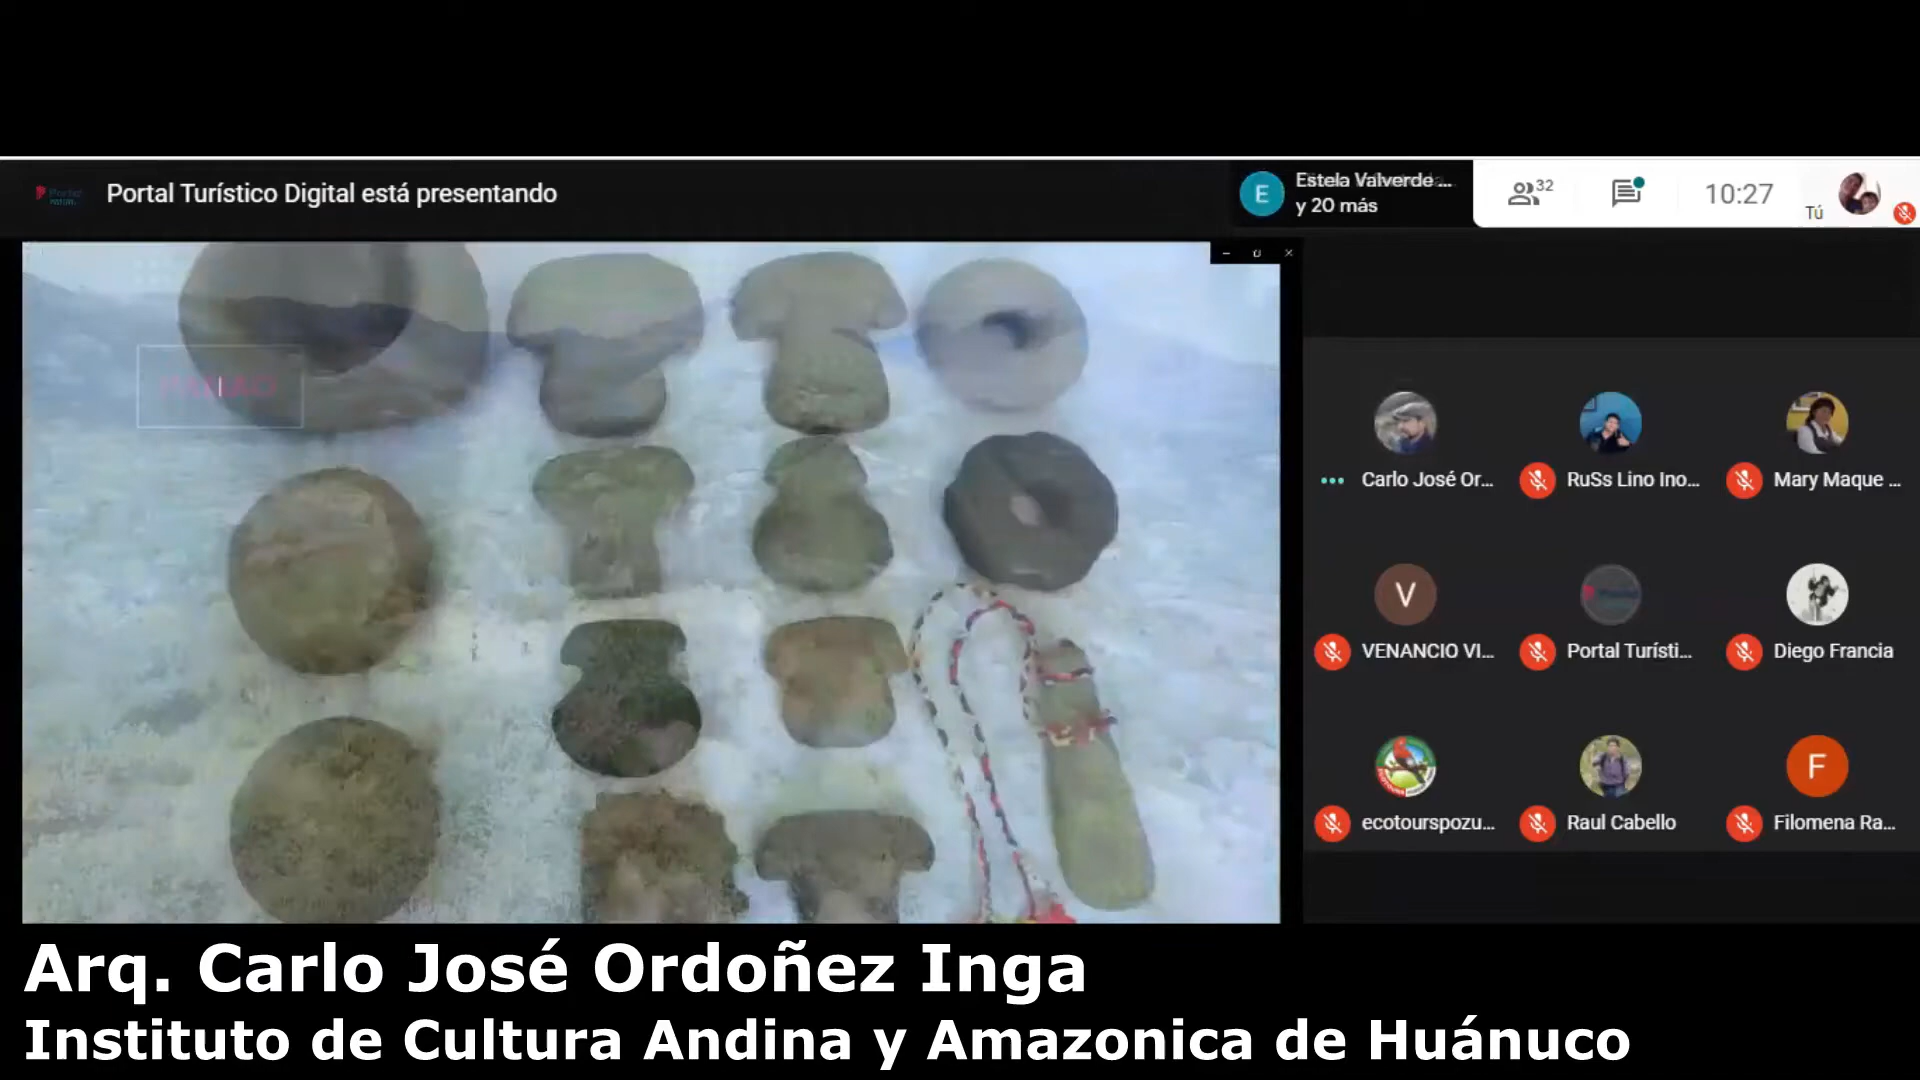 Portal Turístico Digital está presentando
E
Estela Valverde ...
y 20 más
32
10:27
Tú
PANAO
Carlo José Or...
RuSs Lino Ino...
Mary Maque ...
V
VENANCIO VI...
Portal Turísti...
Diego Francia
ecotourspozu...
Raul Cabello
F
Filomena Ra...
Arq. Carlo José Ordoñez Inga
Instituto de Cultura Andina y Amazonica de Huánuco